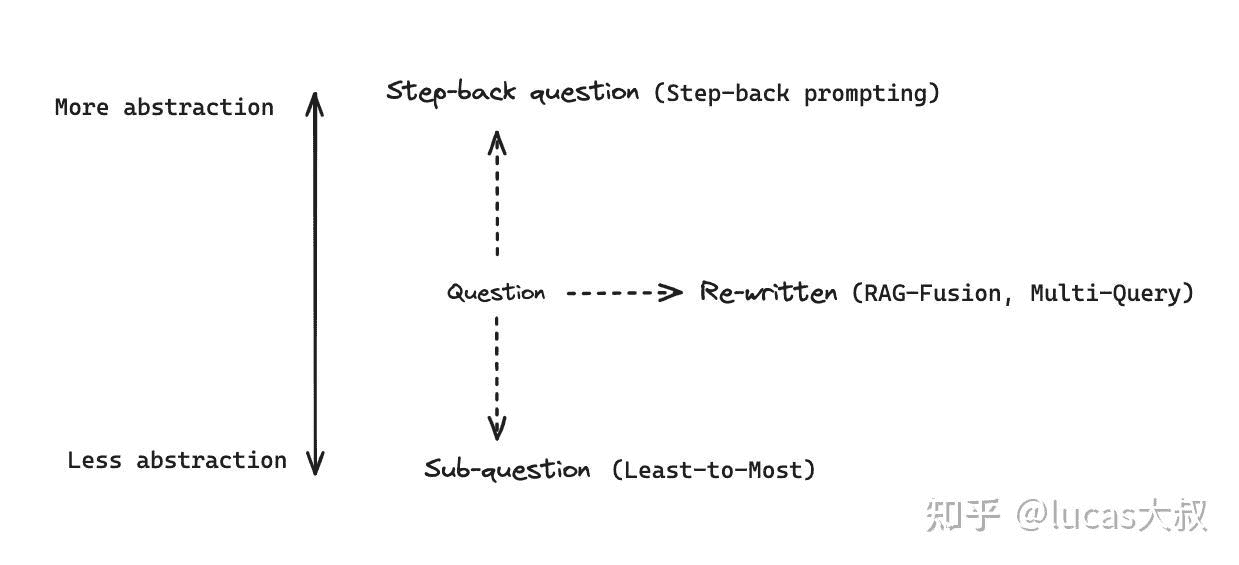 More abstraction
Step-back question (Step-back prompting)
Question
Re-written (RAG-Fusion, Multi-Query)
Less abstraction
Sub-question (Least-to-Most)
知乎 @lucas大叔